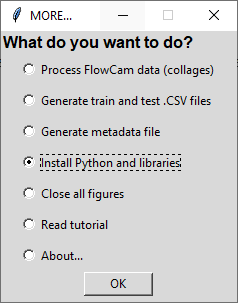 MORE...
What do you want to do?
Process FlowCam data (collages)
Generate train and test .CSV files
Generate metadata file
Install Python and libraries
Close all figures
Read tutorial
About...
OK